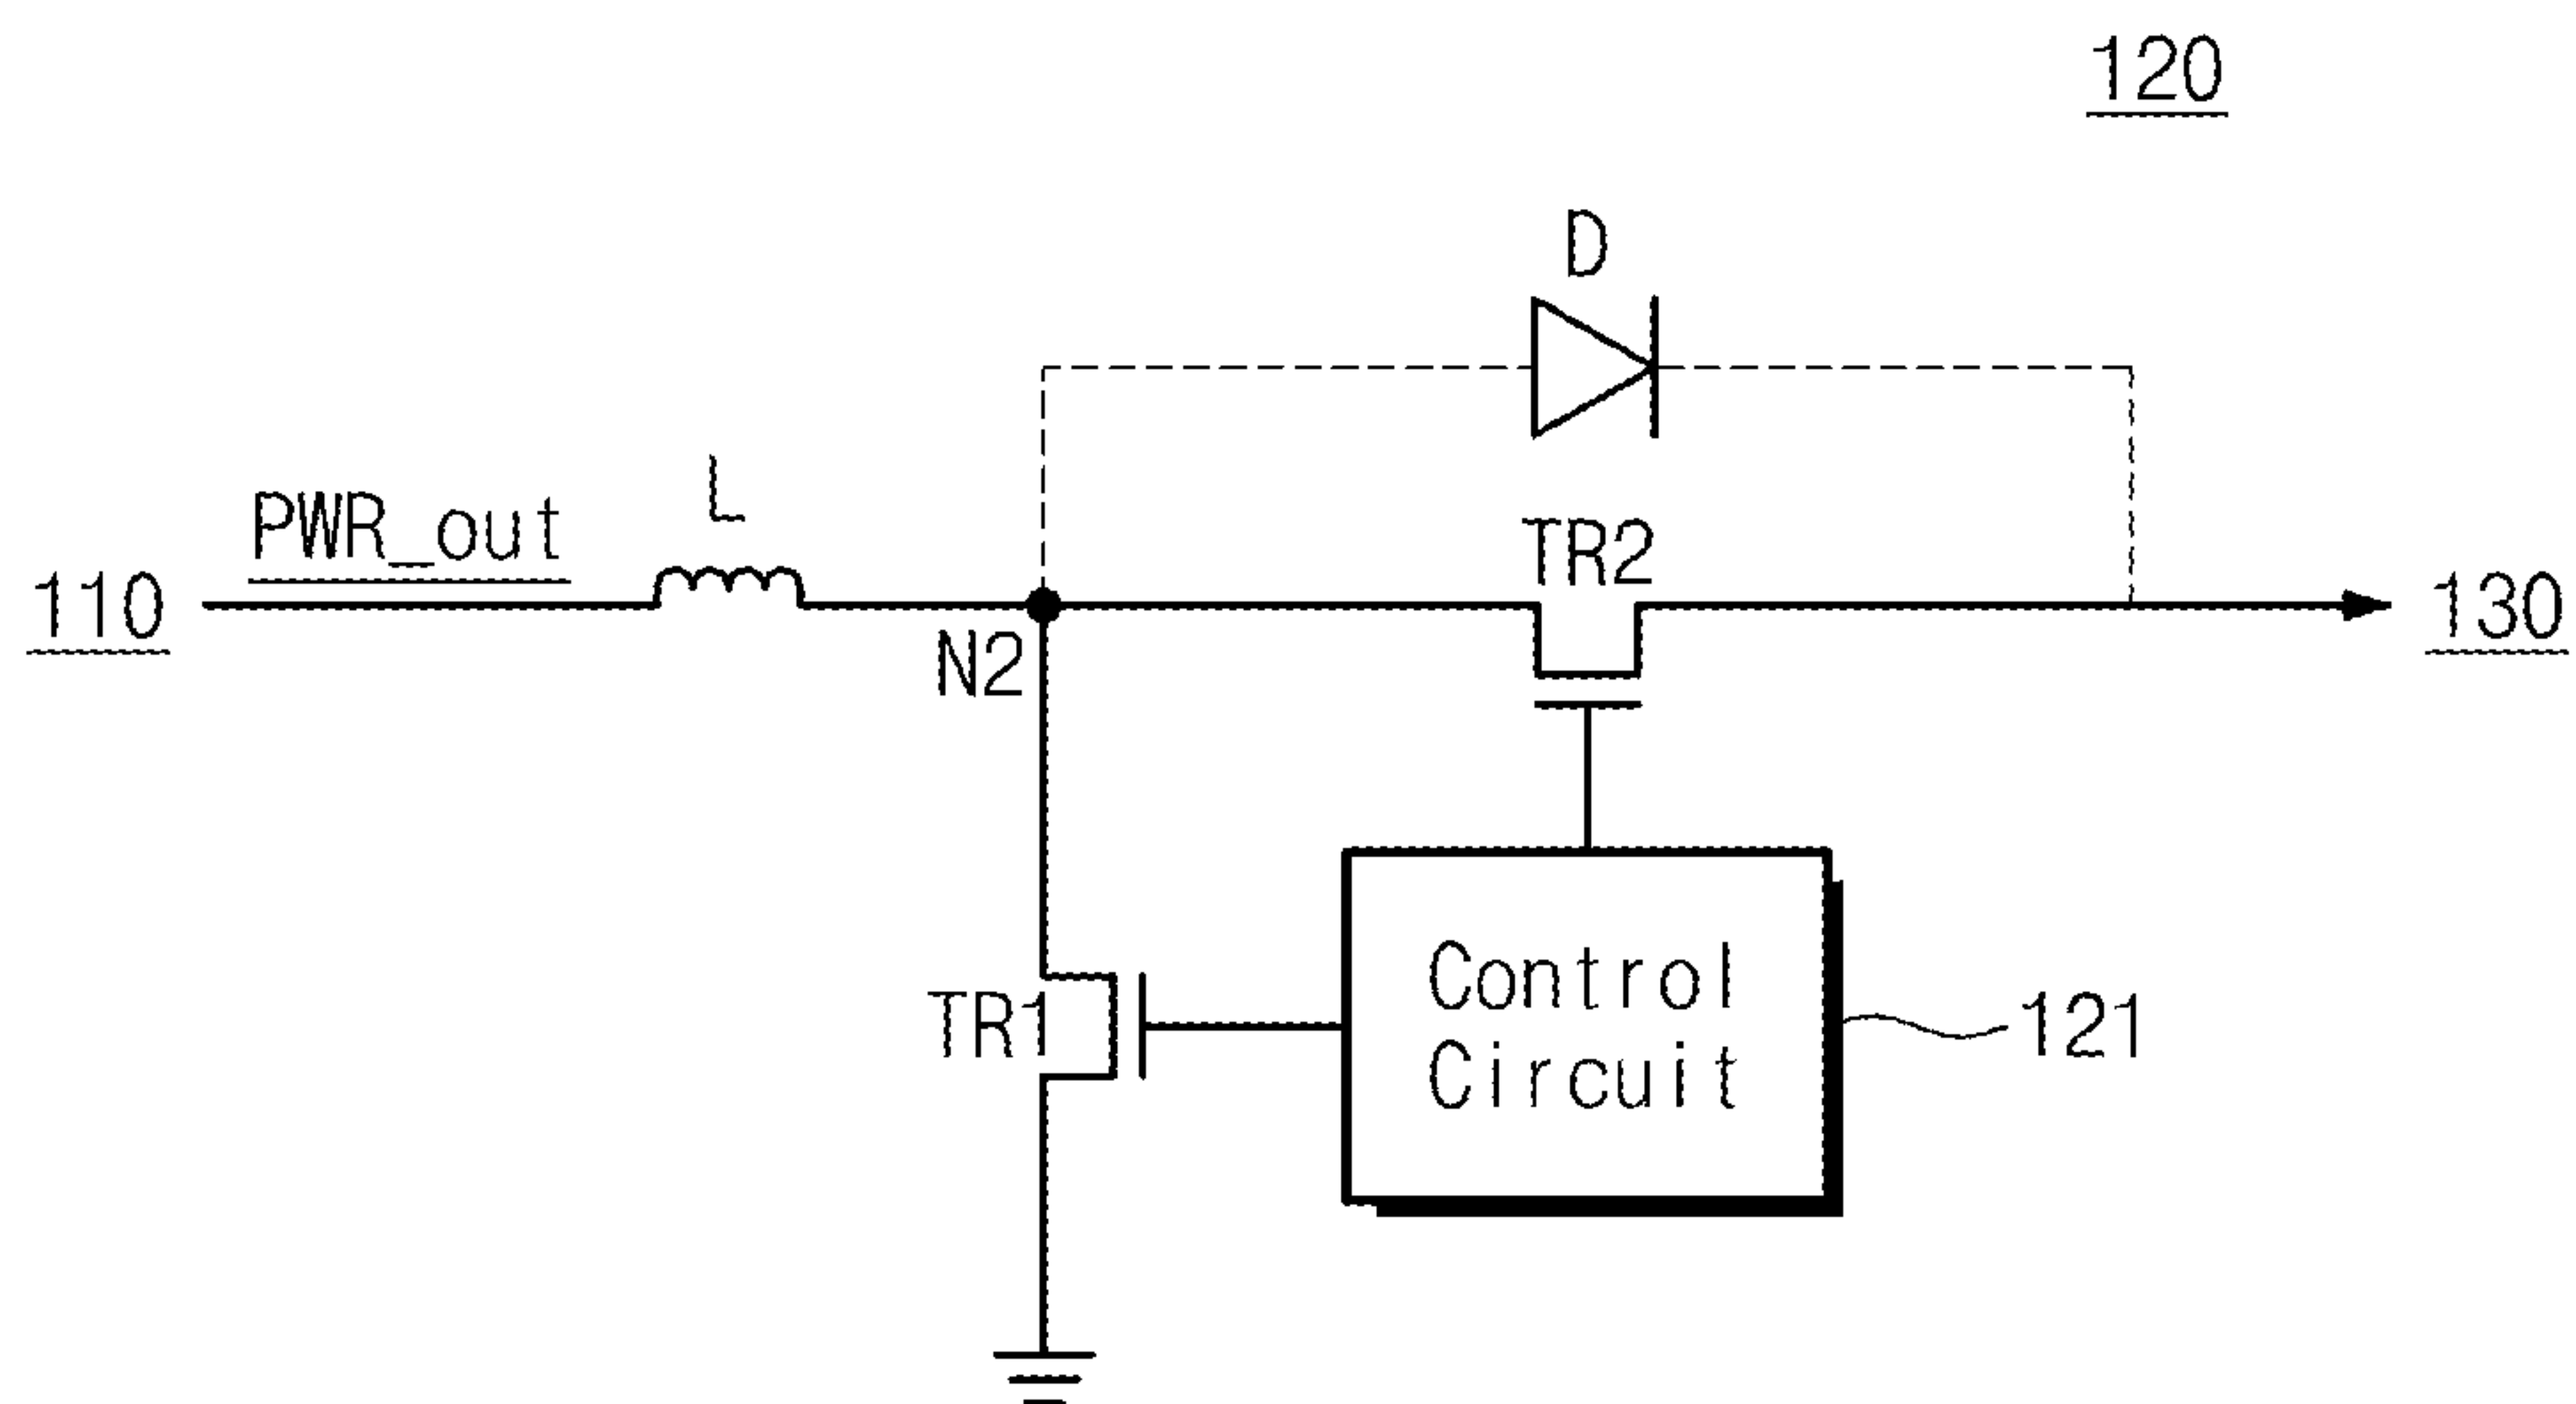 120
D
L
PWR_out
TR2
110
130
N2
TR1
Control
Circuit
121